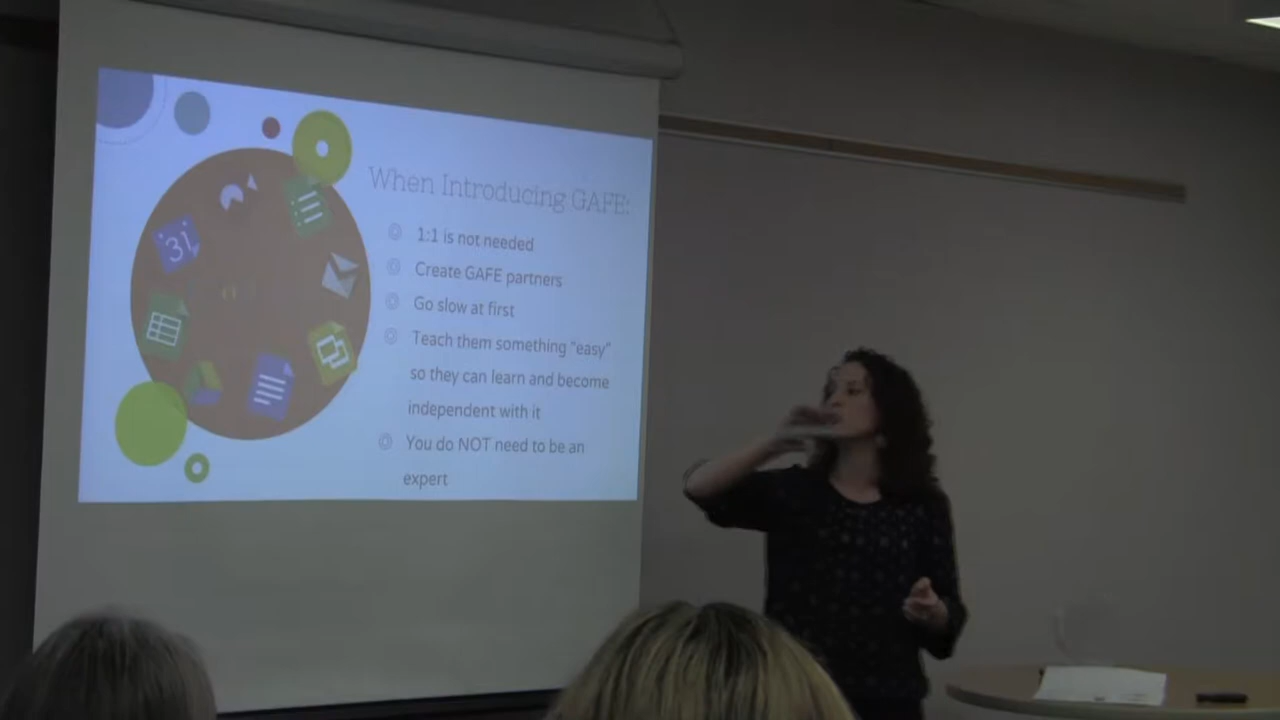 When Introducing GAFE:
1:1 is not needed
Create GAFE partners
Go slow at first
Teach them something "easy"
so they can learn and become
independent with it
You do NOT need to be an
expert
31